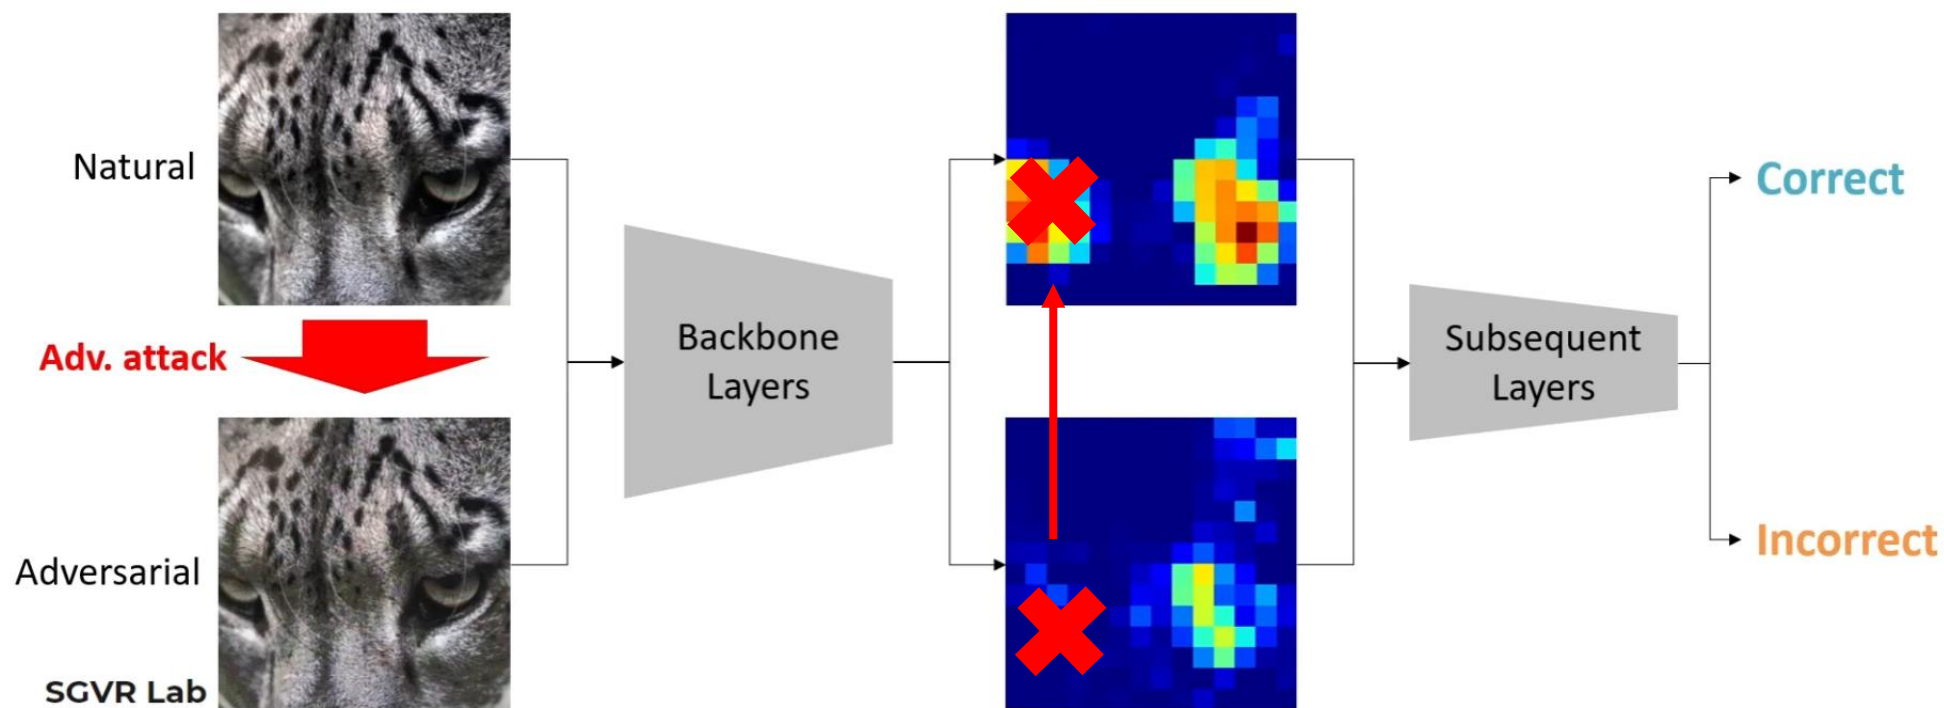 Natural
Correct
Adv. attack
Backbone
Layers
Subsequent
Layers
Adversarial
Incorrect
SGVR Lab